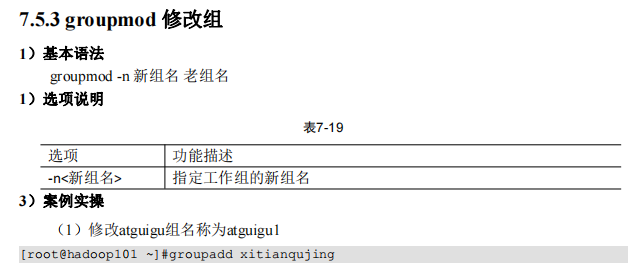 7.5.3 groupmod 修改组
1）基本语法
groupmod -n 新组名 老组名
1）选项说明
表7-19
选项 功能描述
-n<新组名> 指定工作组的新组名
3）案例实操
（1）修改atguigu组名称为atguigu1
[root@hadoop101 ~]#groupadd xitianqujing